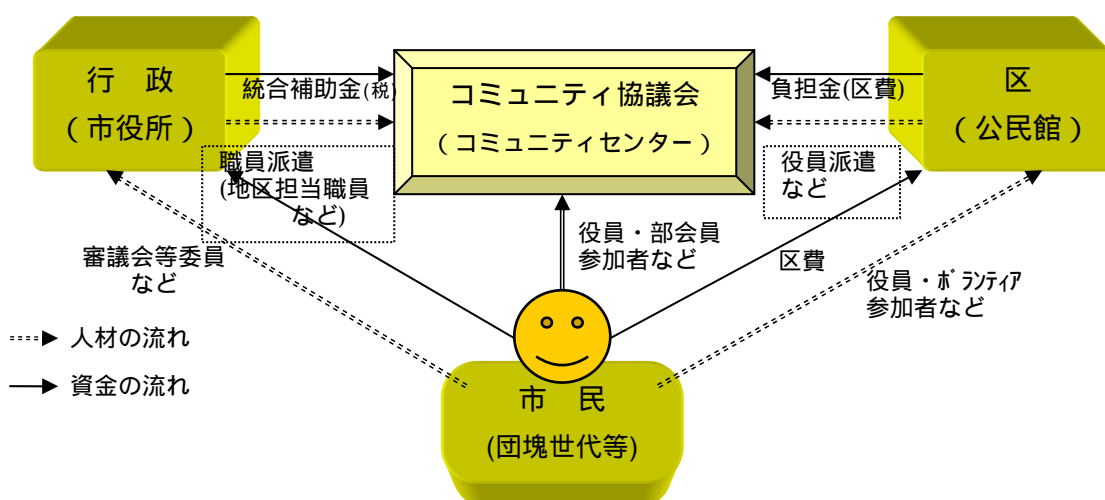 行 政
(市役所)
統合補助金(税)
職員派遣
(地区担当職員
など)
コミュニティ協議会
(コミュニティセンター)
負担金(区費)
役員派遣
など
区
(公民館)
審議会等委員
など
役員・部会員
参加者など
区費
役員・ボランティア
参加者など
人材の流れ
資金の流れ
市 民
(団塊世代等)